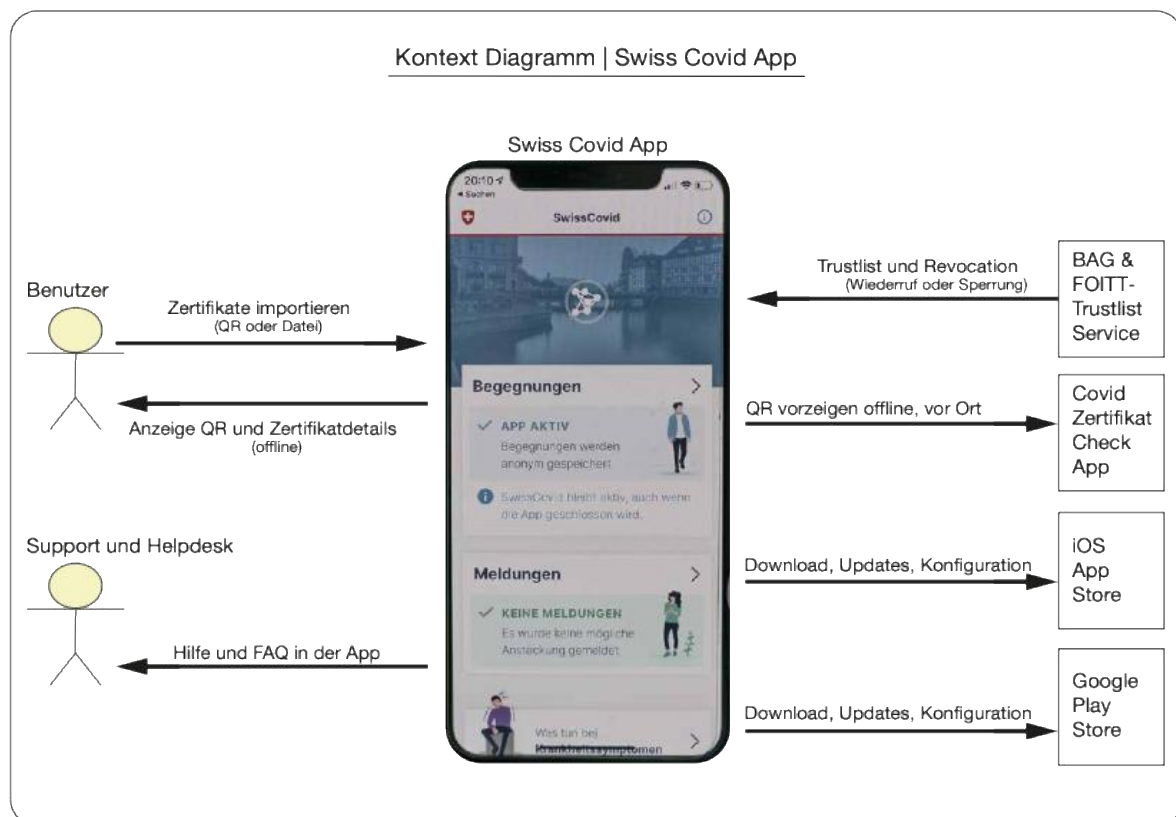 Kontext Diagramm | Swiss Covid App
Swiss Covid App
20:10
Suchen
SwissCovid
Begegnungen
APP AKTIV
Begegnungen werden
anonym gespeichert
SwissCovid bleibt aktiv, auch wenn
die App geschlossen wird.
Meldungen
KEINE MELDUNGEN
Es wurde keine mögliche
Ansteckung gemeldet
Was tun bei
Krankheitssymptomen
Benutzer
Zertifikate importieren
(QR oder Datei)
Anzeige QR und Zertifikatdetails
(offline)
Support und Helpdesk
Hilfe und FAQ in der App
Trustlist und Revocation
(Wiederruf oder Sperrung)
BAG &
FOITT-
Trustlist
Service
QR vorzeigen offline, vor Ort
Covid
Zertifikat
Check
App
Download, Updates, Konfiguration
iOS
App
Store
Download, Updates, Konfiguration
Google
Play
Store